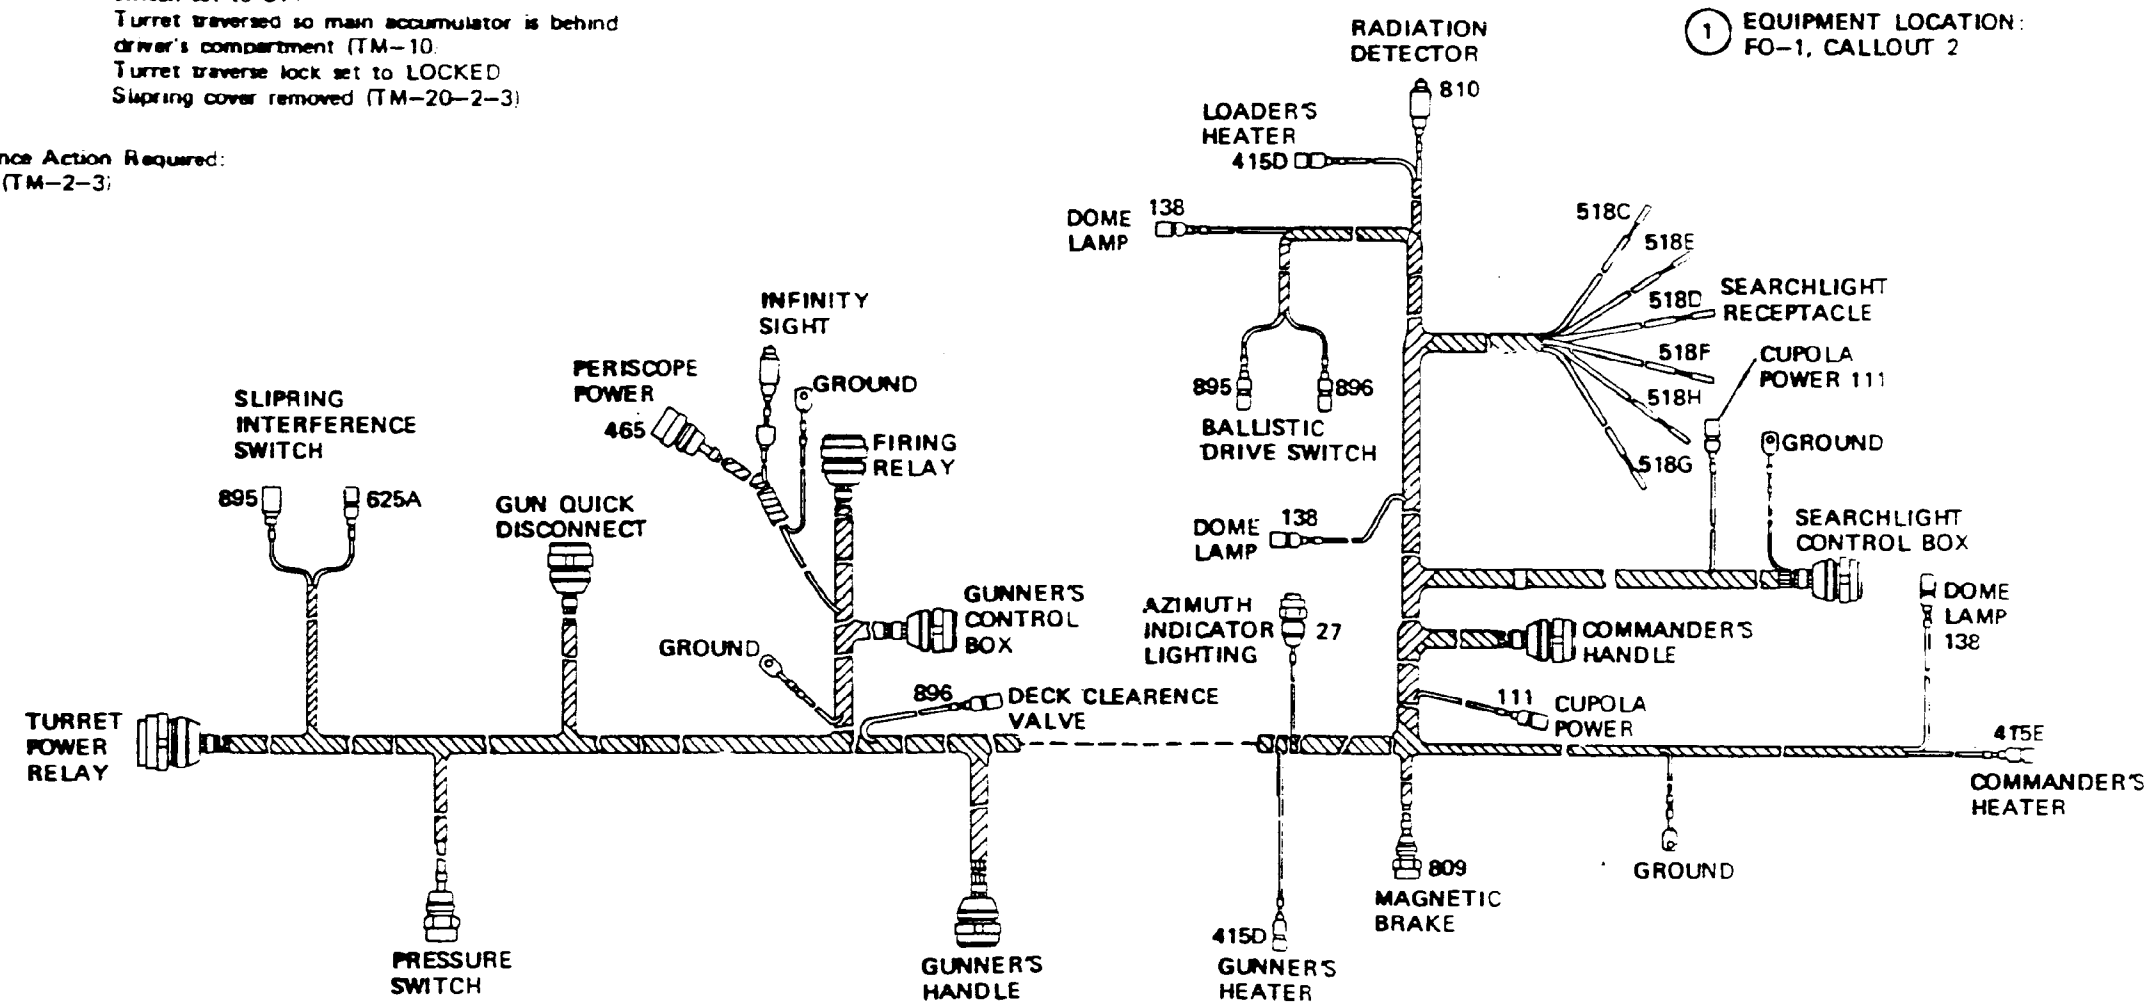 Turret traversed so main accumulator is behind
driver's compartment (TM-10
Turret traverse lock set to LOCKED
Slipring cover removed (TM-20-2-3)
nce Action Required:
(TM-2-3)
1 EQUIPMENT LOCATION:
FO-1, CALLOUT 2
RADIATION
DETECTOR
810
LOADER'S
HEATER
415D
DOME
LAMP
138
895
896
BALLISTIC
DRIVE SWITCH
518C
518E
518D
518F
518H
518G
SEARCHLIGHT
RECEPTACLE
CUPOLA
POWER 111
GROUND
SEARCHLIGHT
CONTROL BOX
DOME
LAMP
138
INFINITY
SIGHT
PERISCOPE
POWER
465
GROUND
FIRING
RELAY
SLIPRING
INTERFERENCE
SWITCH
895
625A
GUN QUICK
DISCONNECT
GUNNER'S
CONTROL
BOX
GROUND
896
DECK CLEARENCE
VALVE
AZIMUTH
INDICATOR
LIGHTING
27
COMMANDER'S
HANDLE
111
CUPOLA
POWER
DOME
LAMP
138
415E
COMMANDER'S
HEATER
TURRET
POWER
RELAY
PRESSURE
SWITCH
GUNNER'S
HANDLE
415D
GUNNER'S
HEATER
809
MAGNETIC
BRAKE
GROUND